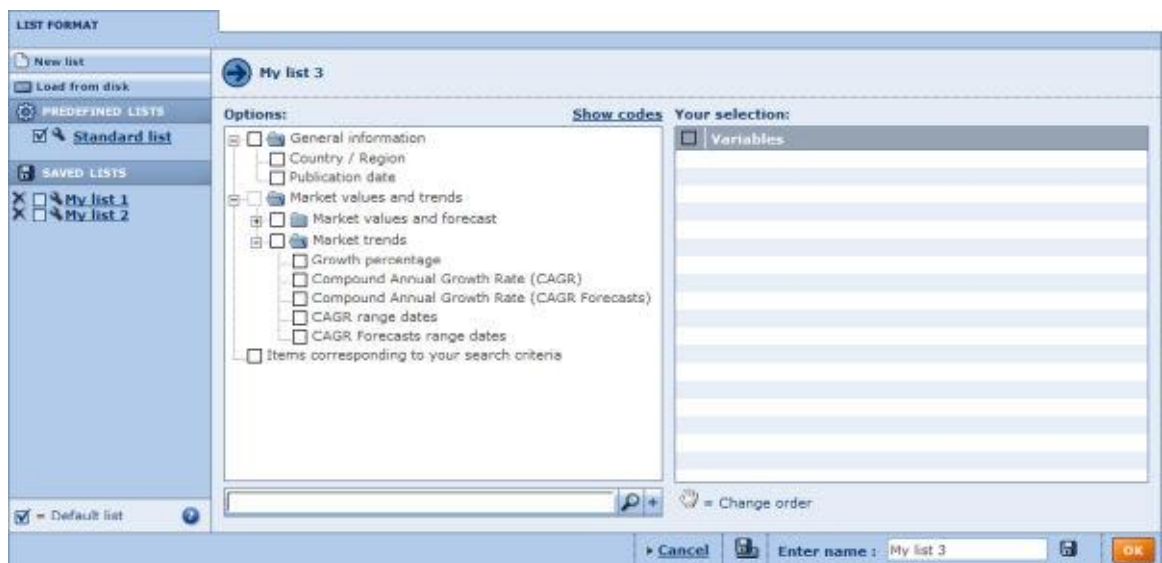 LIST FORMAT
New list
Load from disk
PREDEFINED LISTS
Standard list
SAVED LISTS
My list 1
My list 2
= Default list
My list 3
Options:
Show codes
General information
Country / Region
Publication date
Market values and trends
Market values and forecast
Market trends
Growth percentage
Compound Annual Growth Rate (CAGR)
Compound Annual Growth Rate (CAGR Forecasts)
CAGR range dates
CAGR Forecasts range dates
Items corresponding to your search criteria
Your selection:
Variables
= Change order
Cancel
Enter name :
My list 3
OK